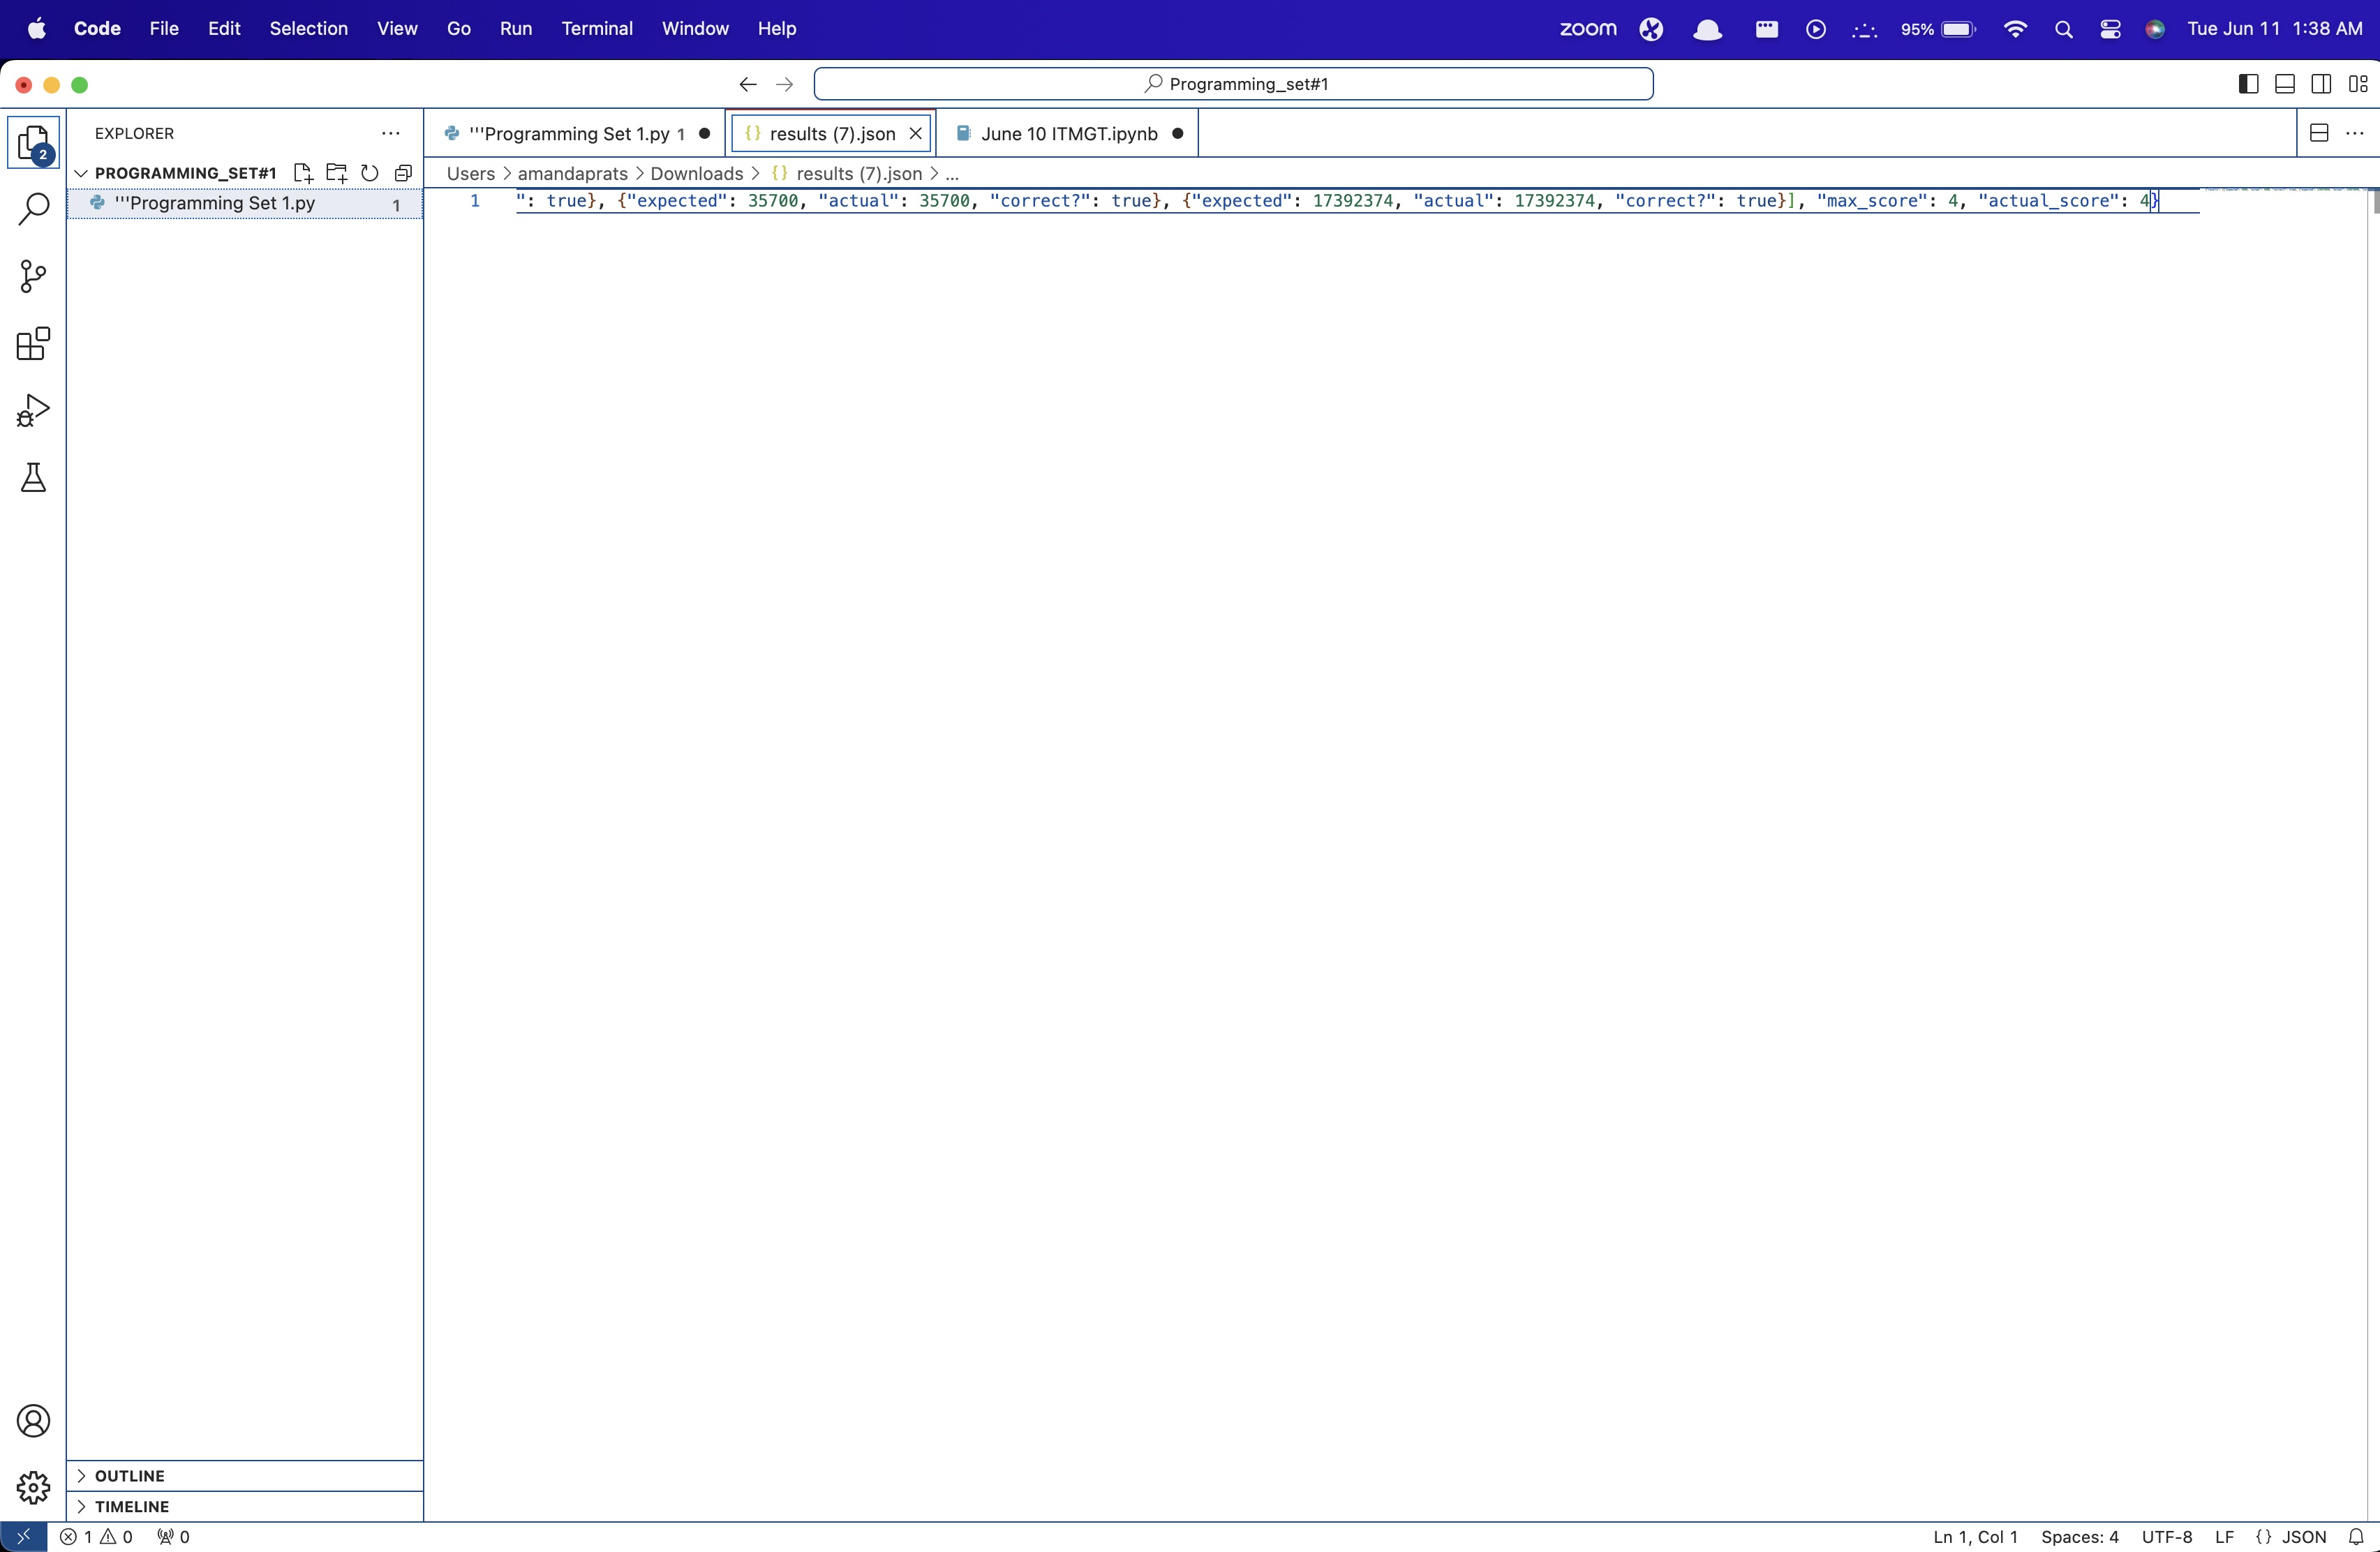 Code File Edit Selection View Go Run Terminal Window Help zoom 95% Tue Jun 11 1:38 AM
Programming_set#1
EXPLORER
'''Programming Set 1.py 1
{} results (7).json
June 10 ITMGT.ipynb
PROGRAMMING_SET#1
Users > amandaprats > Downloads > {} results (7).json > ...
2
'''Programming Set 1.py 1
1 ": true}, {"expected": 35700, "actual": 35700, "correct?": true}, {"expected": 17392374, "actual": 17392374, "correct?": true}], "max_score": 4, "actual_score": 4}
OUTLINE
TIMELINE
1 0 0 Ln 1, Col 1 Spaces: 4 UTF-8 LF {} JSON